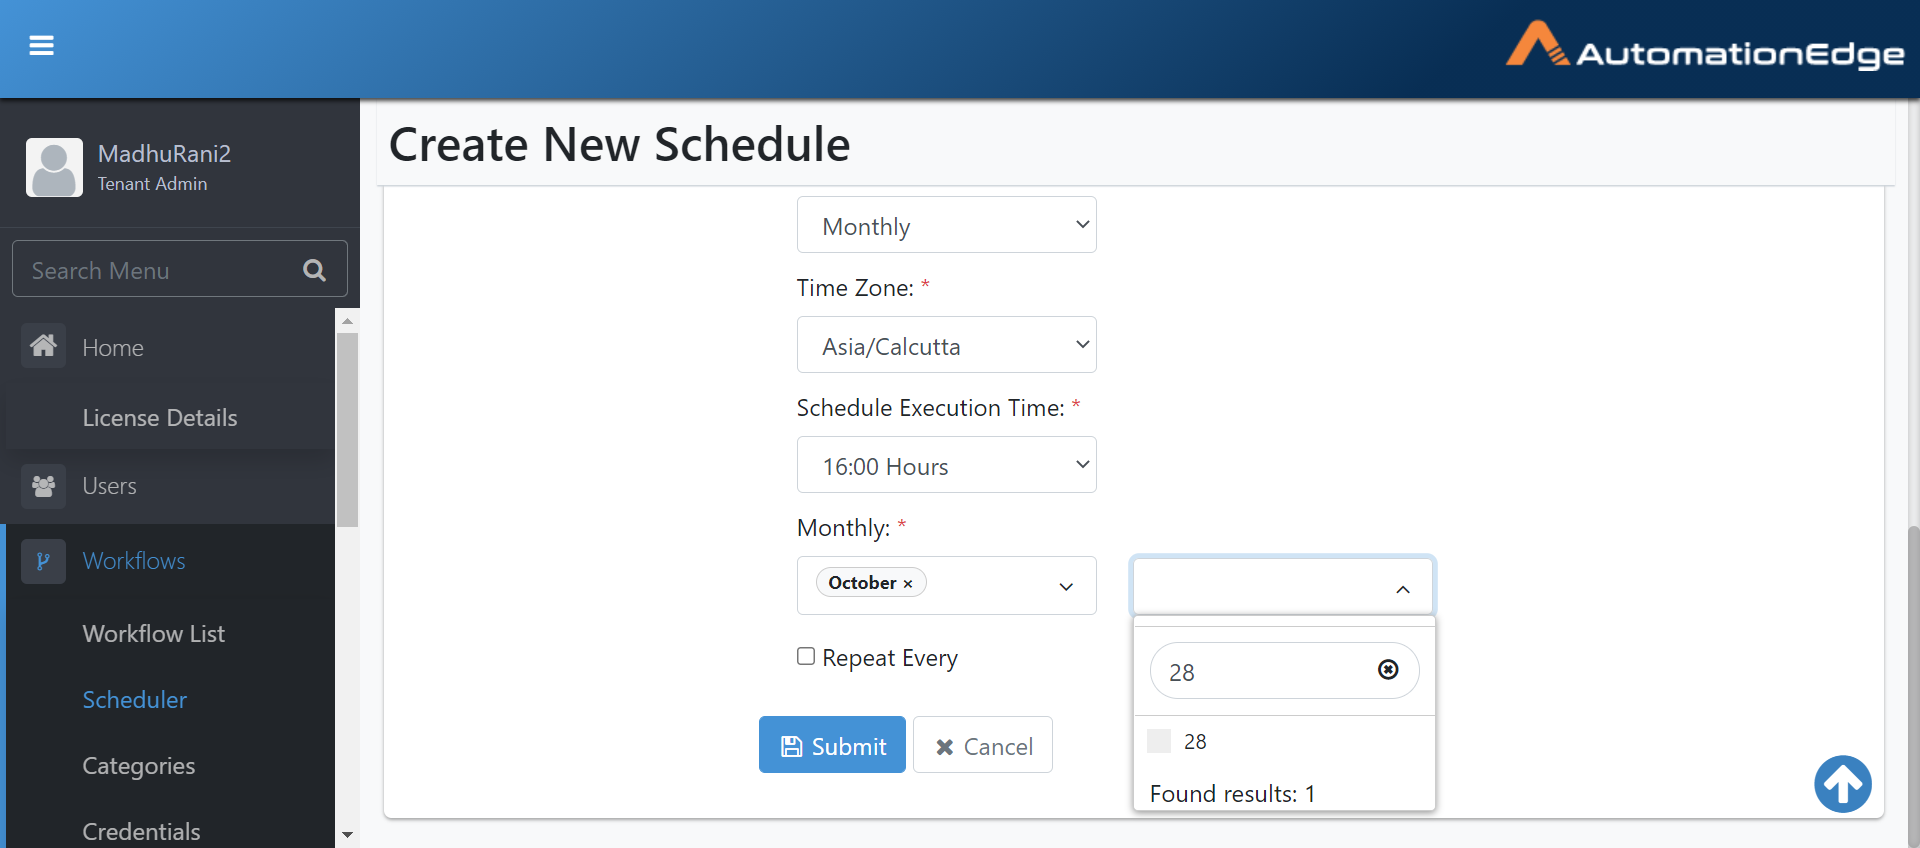 AutomationEdge
MadhuRani2
Tenant Admin
Search Menu
Home
License Details
Users
Workflows
Workflow List
Scheduler
Categories
Credentials
Create New Schedule
Monthly
Time Zone: *
Asia/Calcutta
Schedule Execution Time: *
16:00 Hours
Monthly: *
October ×
28
28
Found results: 1
Repeat Every
Submit
Cancel